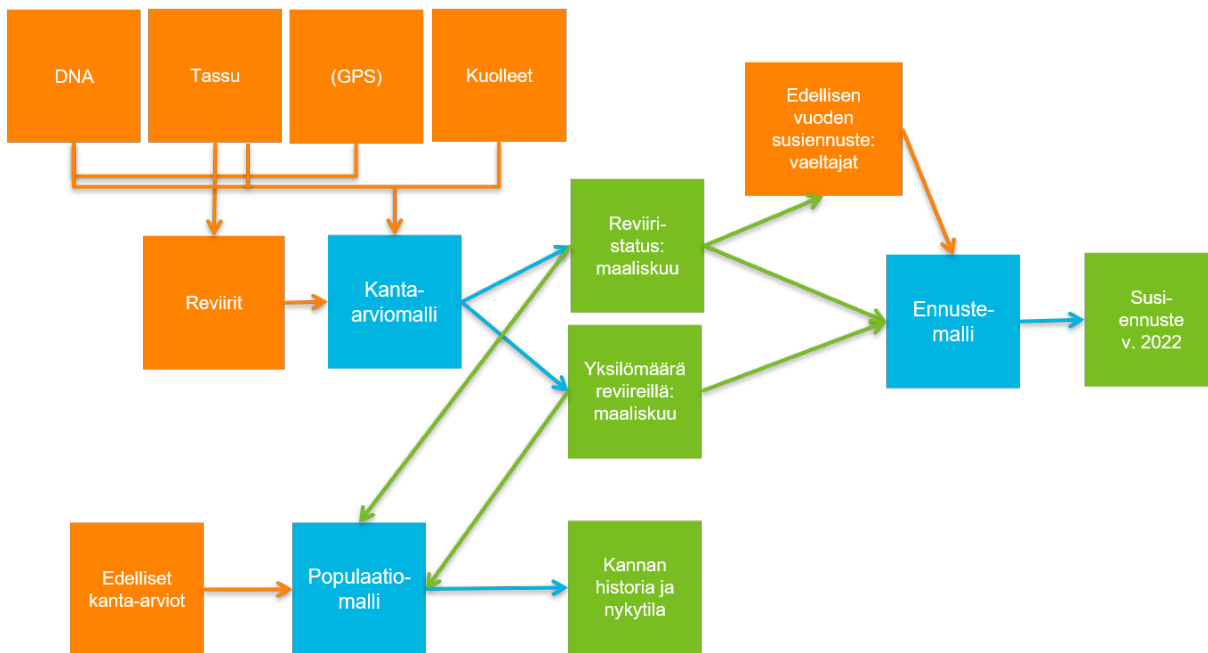 DNA
Tassu
(GPS)
Kuolleet
Edellisen
vuoden
susiennuste:
vaeltajat
Reviirit
Kanta-
arviomalli
Reviiri-
status:
maaliskuu
Yksilömäärä
reviireillä:
maaliskuu
Ennuste-
malli
Susi-
ennuste
v. 2022
Edelliset
kanta-arviot
Populaatio-
malli
Kannan
historia ja
nykytila